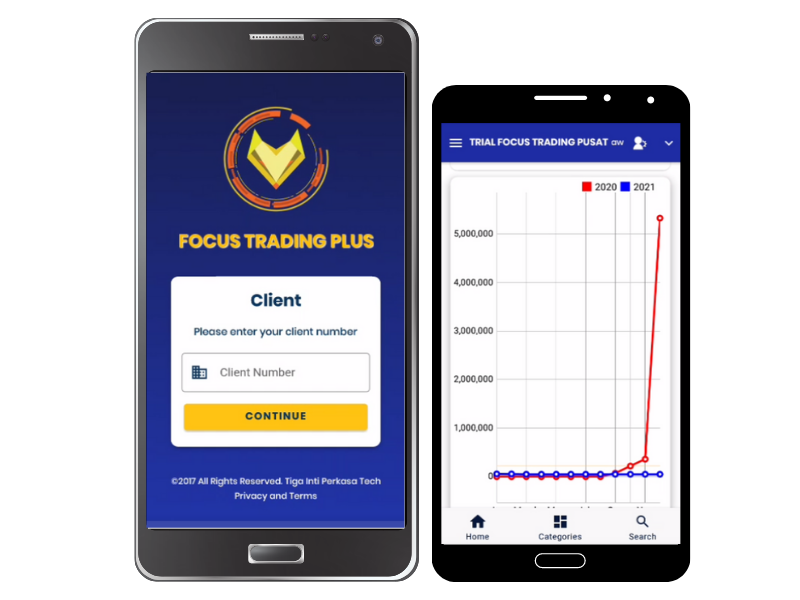 FOCUS TRADING PLUS
Client
Please enter your client number
Client Number
CONTINUE
©2017 All Rights Reserved. Tiga Inti Perkasa Tech
Privacy and Terms
TRIAL FOCUS TRADING PUSAT aw
2020 2021
5,000,000
4,000,000
3,000,000
2,000,000
1,000,000
0
Home Categories Search